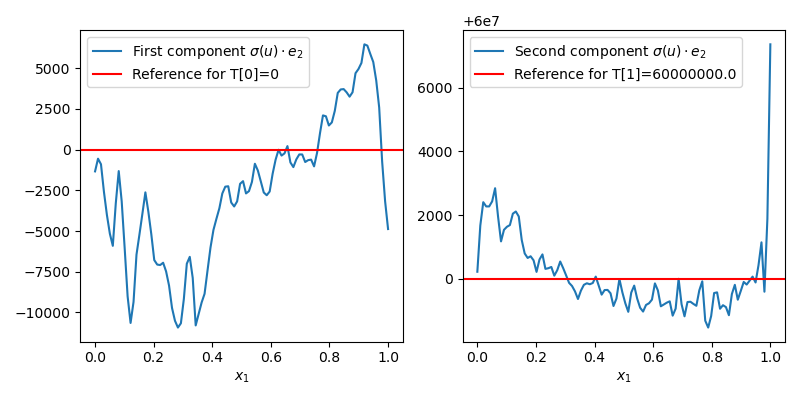 +6e7
First component σ(u) · e₂
Reference for T[0]=0
5000
2500
0
−2500
−5000
−7500
−10000
0.0 0.2 0.4 0.6 0.8 1.0
x₁
Second component σ(u) · e₂
Reference for T[1]=60000000.0
6000
4000
2000
0
0.0 0.2 0.4 0.6 0.8 1.0
x₁